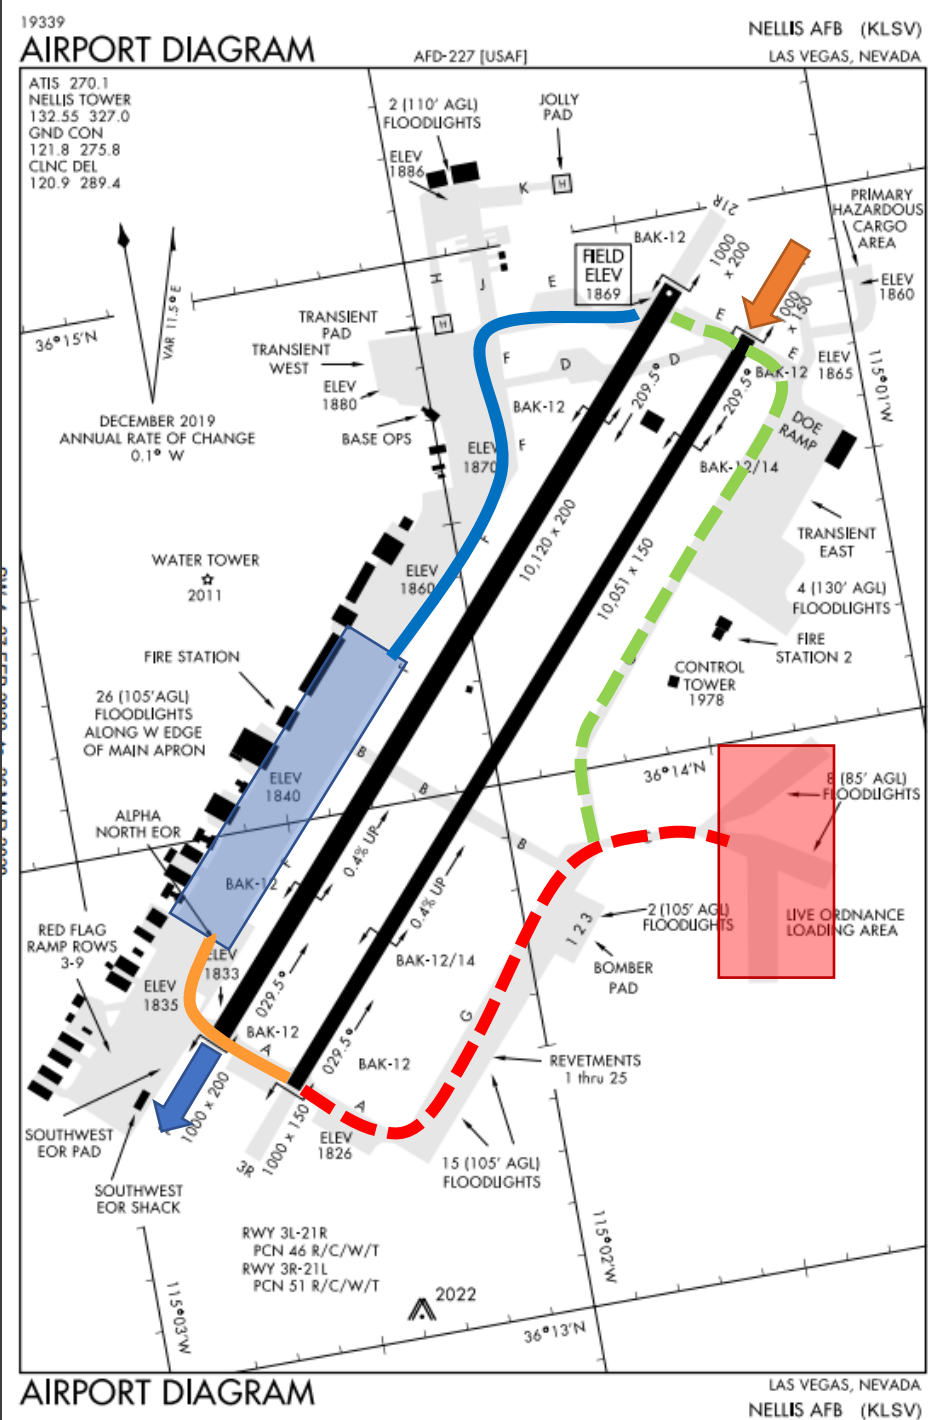 19339
AIRPORT DIAGRAM
AFD-227 [USAF]
NELLIS AFB (KLSV)
LAS VEGAS, NEVADA
ATIS 270.1
NELLIS TOWER
132.55 327.0
GND CON
121.8 275.8
CLNC DEL
120.9 289.4
2 (110' AGL)
FLOODLIGHTS
JOLLY
PAD
ELEV
1886
K
H
21R
PRIMARY
HAZARDOUS
CARGO
AREA
BAK-12
1000
x 200
FIELD
ELEV
1869
ELEV
1860
H
J
E
E
E
1000
x 150
VAR 11.5° E
36°15'N
TRANSIENT
PAD
H
TRANSIENT
WEST
ELEV
1880
F
D
D
BAK-12
ELEV
1865
115°01'W
209.5°
209.5°
BAK-12
DECEMBER 2019
ANNUAL RATE OF CHANGE
0.1° W
BASE OPS
ELEV
1870
F
DOE
RAMP
BAK-12/14
10,120 x 200
10,051 x 150
F
TRANSIENT
EAST
WATER TOWER
2011
ELEV
1860
4 (130' AGL)
FLOODLIGHTS
FIRE
STATION 2
FIRE STATION
CONTROL
TOWER
1978
26 (105'AGL)
FLOODLIGHTS
ALONG W EDGE
OF MAIN APRON
B
B
B
36°14'N
ELEV
1840
8 (85' AGL)
FLOODLIGHTS
ALPHA
NORTH EOR
0.4% UP
F
BAK-12
0.4% UP
RED FLAG
RAMP ROWS
3-9
2 (105' AGL)
FLOODLIGHTS
LIVE ORDNANCE
LOADING AREA
1 2 3
BOMBER
PAD
ELEV
1833
BAK-12/14
ELEV
1835
029.5°
G
BAK-12
A
029.5°
BAK-12
REVETMENTS
1 thru 25
1000 x 200
A
SOUTHWEST
EOR PAD
1000 x 150
3R
ELEV
1826
15 (105' AGL)
FLOODLIGHTS
SOUTHWEST
EOR SHACK
RWY 3L-21R
PCN 46 R/C/W/T
RWY 3R-21L
PCN 51 R/C/W/T
115°02'W
115°03'W
2022
36°13'N
AIRPORT DIAGRAM
LAS VEGAS, NEVADA
NELLIS AFB (KLSV)